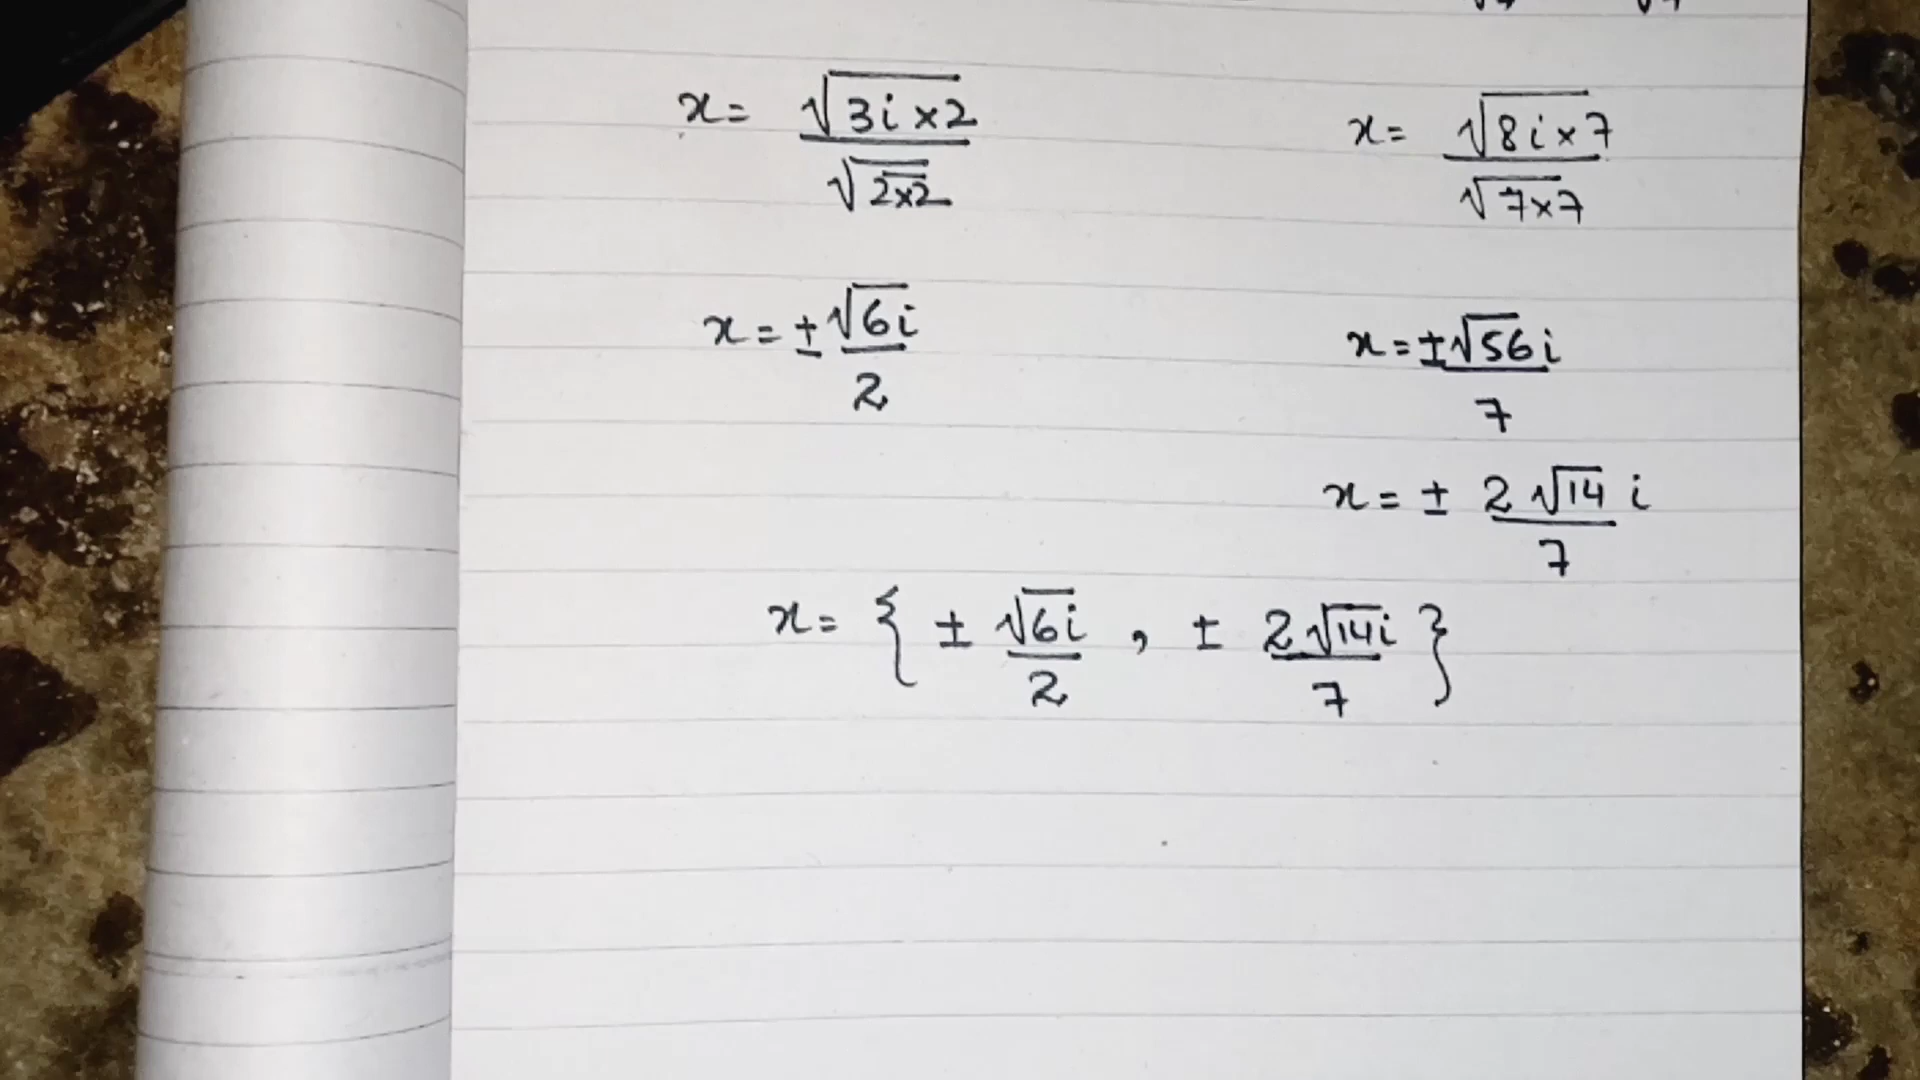 x = √(3i×2) / √(2×2)
x = √(8i×7) / √(7×7)
x = ± √6i / 2
x = ± √56 i / 7
x = ± 2√14 i / 7
x = { ± √6i / 2 , ± 2√14i / 7 }